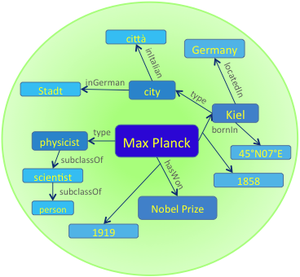 città
Germany
inItalian
locatedIn
Stadt
inGerman
city
type
Kiel
bornIn
physicist
type
Max Planck
45°N07°E
subclassOf
scientist
hasWon
1858
subclassOf
person
Nobel Prize
1919